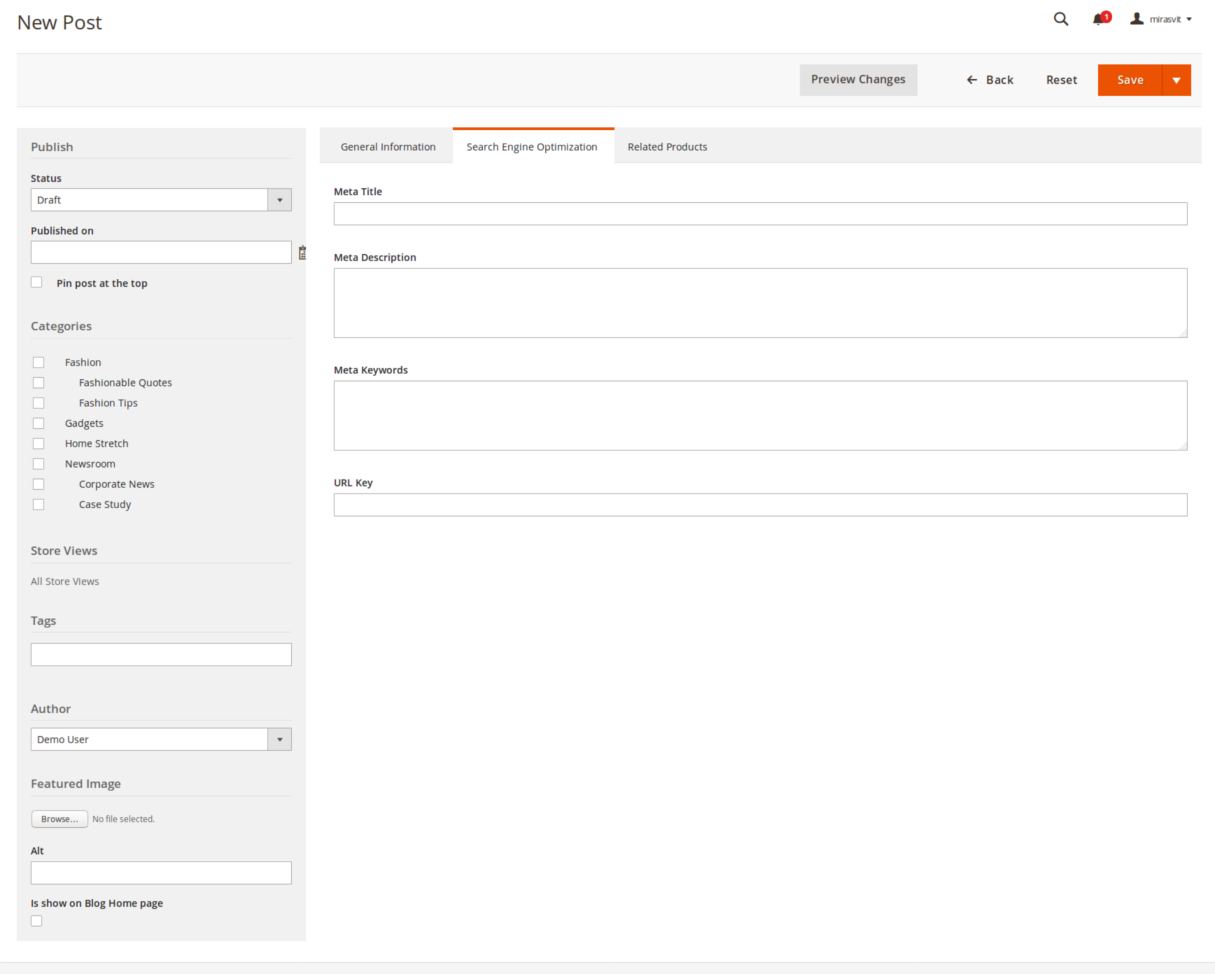 New Post
1
mirasvit
Preview Changes
Back
Reset
Save
Publish
Status
Draft
Published on
Pin post at the top
Categories
Fashion
Fashionable Quotes
Fashion Tips
Gadgets
Home Stretch
Newsroom
Corporate News
Case Study
Store Views
All Store Views
Tags
Author
Demo User
Featured Image
Browse... No file selected.
Alt
Is show on Blog Home page
General Information
Search Engine Optimization
Related Products
Meta Title
Meta Description
Meta Keywords
URL Key